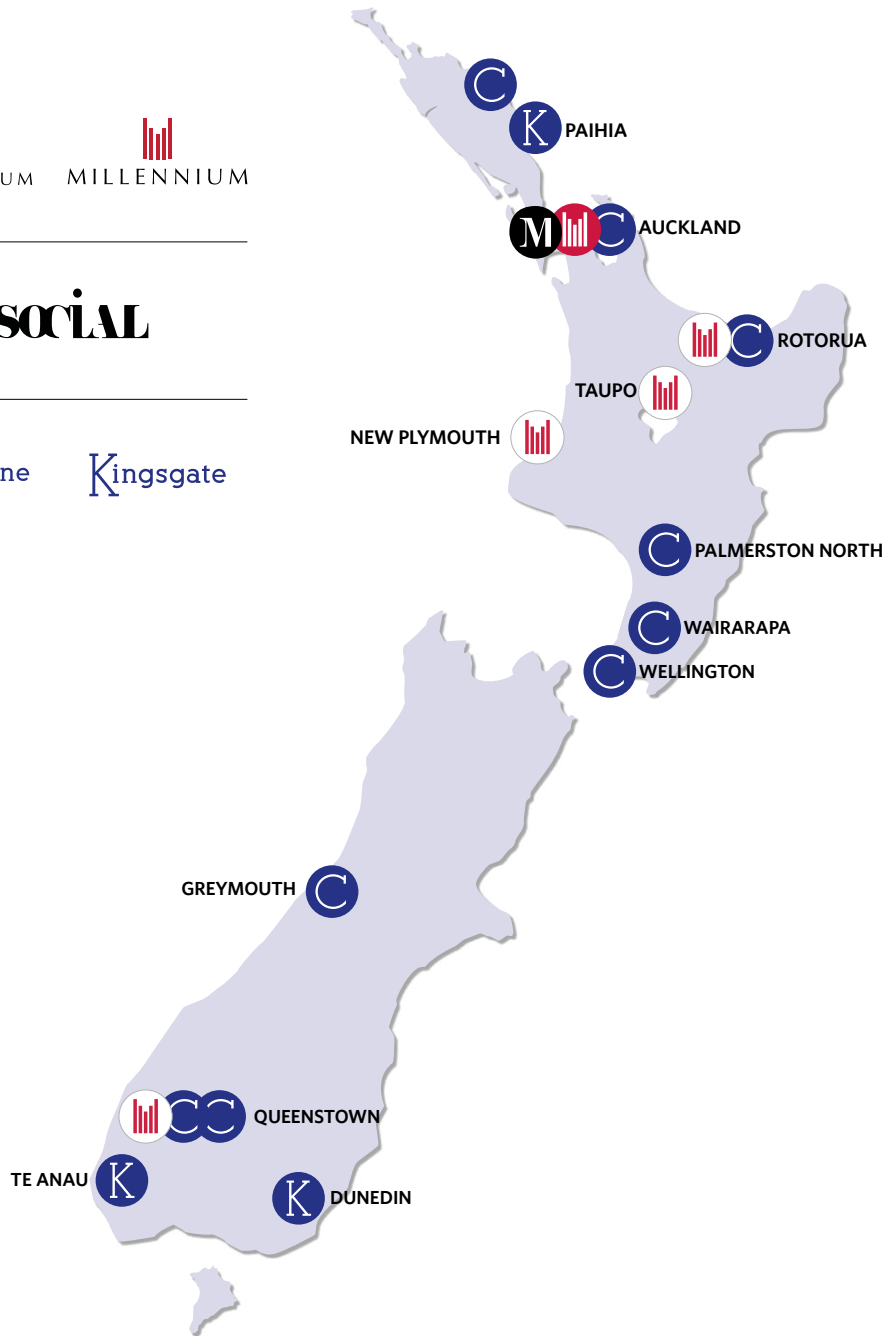 UM MILLENNIUM
SOCIAL
ne Kingsgate
C
K PAIHIA
M C AUCKLAND
C ROTORUA
TAUPO
NEW PLYMOUTH
C PALMERSTON NORTH
C WAIRARAPA
C WELLINGTON
GREYMOUTH C
C C QUEENSTOWN
TE ANAU K
K DUNEDIN